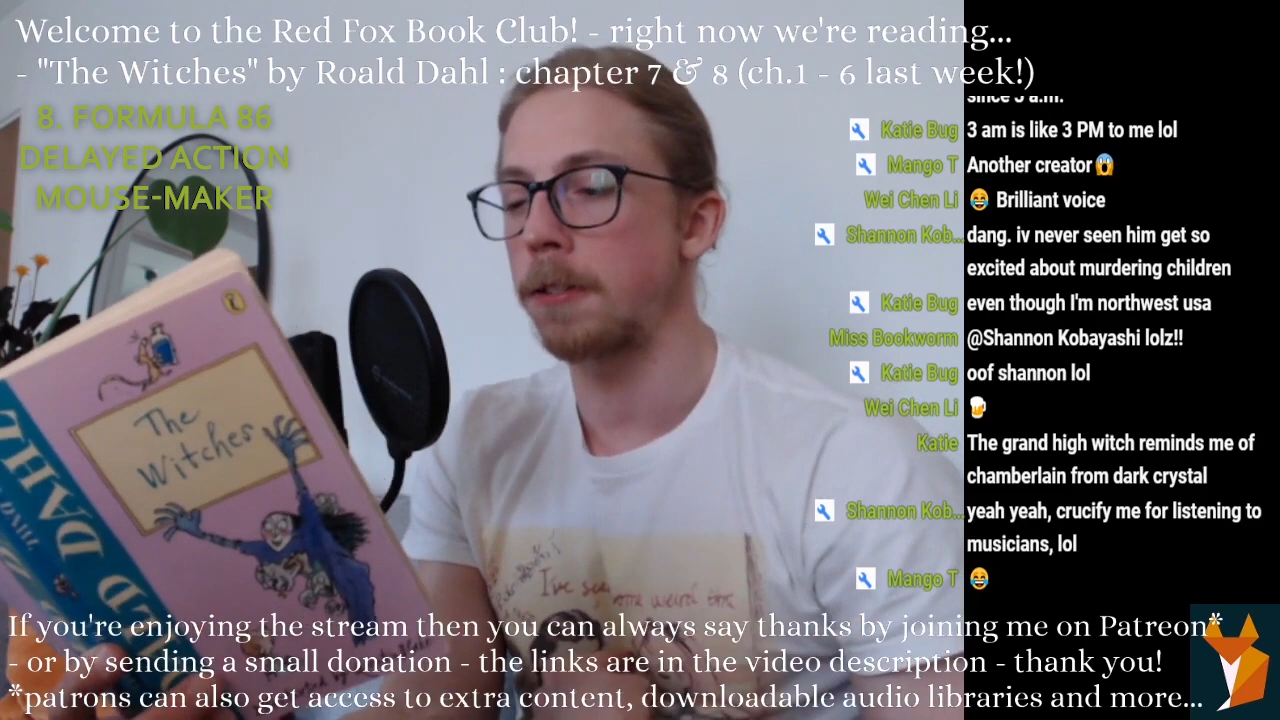 Welcome to the Red Fox Book Club! - right now we're reading...
- "The Witches" by Roald Dahl : chapter 7 & 8 (ch.1 - 6 last week!)
8. FORMULA 86
DELAYED ACTION
MOUSE-MAKER
since 5 a.m.
Katie Bug 3 am is like 3 PM to me lol
Mango T Another creator😱
Wei Chen Li 😂 Brilliant voice
Shannon Kob... dang. iv never seen him get so
excited about murdering children
Katie Bug even though I'm northwest usa
Miss Bookworm @Shannon Kobayashi lolz!!
Katie Bug oof shannon lol
Wei Chen Li 🍺
Katie The grand high witch reminds me of
chamberlain from dark crystal
Shannon Kob... yeah yeah, crucify me for listening to
musicians, lol
Mango T 😂
The
Witches
DAHL
I've seen some weird
If you're enjoying the stream then you can always say thanks by joining me on Patreon*
- or by sending a small donation - the links are in the video description - thank you!
*patrons can also get access to extra content, downloadable audio libraries and more...